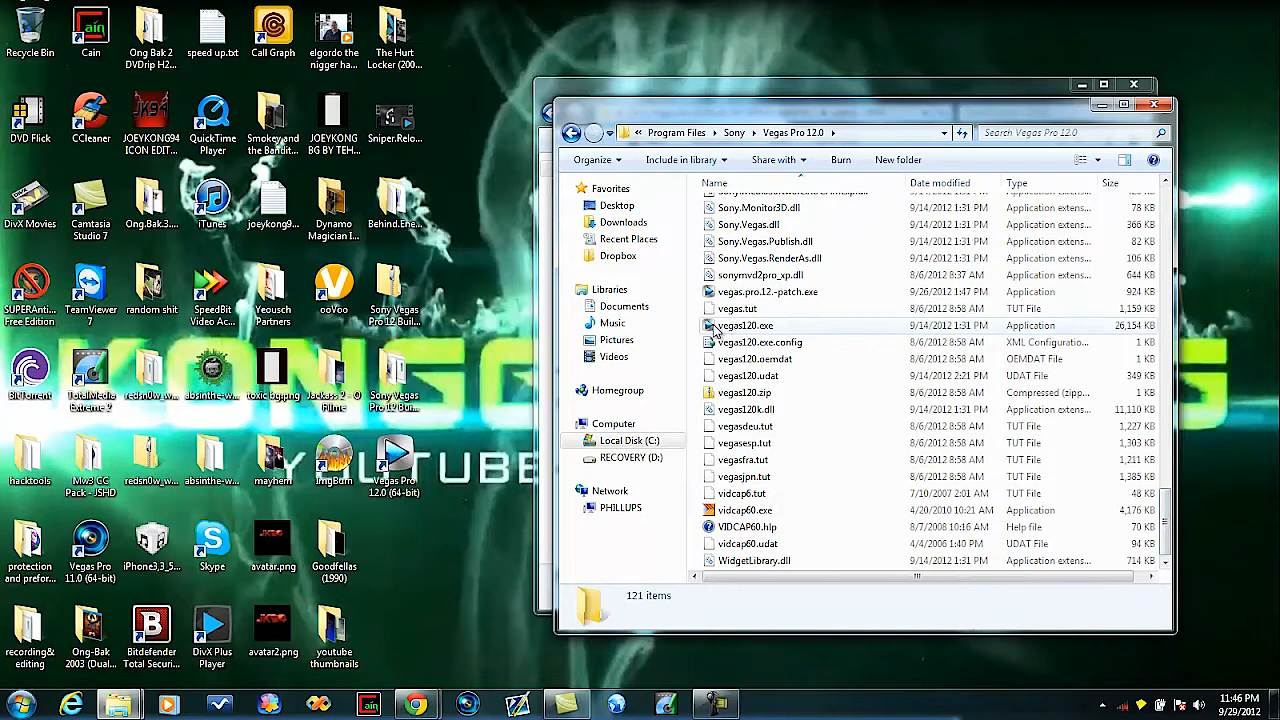 Recycle Bin
Cain
Ong Bak 2
DVDrip H2...
speed up.txt
Call Graph
elgordo the
nigger ha...
The Hurt
Locker (200...
DVD Flick
CCleaner
JK94
JOEYKONG94
ICON EDIT...
QuickTime
Player
Smokey and
the Bandit...
JOEYKONG
BG BY TEH...
Sniper.Relo...
DivX Movies
Camtasia
Studio 7
Ong.Bak.3....
iTunes
joeykong9...
Dynamo
Magician I...
Behind.Ene...
SUPERAntiS...
Free Edition
TeamViewer
7
random shit
SpeedBit
Video Ac...
Yeousch
Partners
ooVoo
Sony Vegas
Pro 12 Buil...
BitTorrent
TotalMedia
Extreme 2
redsn0w_w...
absinthe-w...
toxic bg.png
Jackass 2 - O
Filme
Sony Vegas
Pro 12 Buil...
hacktools
Mw3 CC
Pack - JSHD
redsn0w_w...
absinthe-w...
mayhem
ImgBurn
Vegas Pro
12.0 (64-bit)
protection
and prefor...
Vegas Pro
11.0 (64-bit)
iPhone3,3_5...
Skype
avatar.png
Goodfellas
(1990)
recording&
editing
Ong-Bak
2003 (Dual...
Bitdefender
Total Securi...
DivX Plus
Player
avatar2.png
youtube
thumbnails
YOUTUBE
« Program Files ▸ Sony ▸ Vegas Pro 12.0 ▸
Search Vegas Pro 12.0
Organize
Include in library
Share with
Burn
New folder
Favorites
Desktop
Downloads
Recent Places
Dropbox
Libraries
Documents
Music
Pictures
Videos
Homegroup
Computer
Local Disk (C:)
RECOVERY (D:)
Network
PHILLUPS
Name Date modified Type Size
Sony.Monitor3D.dll 9/14/2012 1:31 PM Application extens... 78 KB
Sony.Vegas.dll 9/14/2012 1:31 PM Application extens... 366 KB
Sony.Vegas.Publish.dll 9/14/2012 1:31 PM Application extens... 82 KB
Sony.Vegas.RenderAs.dll 9/14/2012 1:31 PM Application extens... 106 KB
sonymvd2pro_xp.dll 8/6/2012 8:37 AM Application extens... 644 KB
vegas.pro.12.-patch.exe 9/26/2012 1:47 PM Application 924 KB
vegas.tut 8/6/2012 8:58 AM TUT File 1,159 KB
vegas120.exe 9/14/2012 1:31 PM Application 26,154 KB
vegas120.exe.config 8/6/2012 8:58 AM XML Configuratio... 1 KB
vegas120.oemdat 8/6/2012 8:58 AM OEMDAT File 1 KB
vegas120.udat 9/14/2012 2:21 PM UDAT File 349 KB
vegas120.zip 8/6/2012 8:58 AM Compressed (zipp... 1 KB
vegas120k.dll 9/14/2012 1:31 PM Application extens... 11,110 KB
vegasdeu.tut 8/6/2012 8:58 AM TUT File 1,227 KB
vegasesp.tut 8/6/2012 8:58 AM TUT File 1,303 KB
vegasfra.tut 8/6/2012 8:58 AM TUT File 1,211 KB
vegasjpn.tut 8/6/2012 8:58 AM TUT File 1,385 KB
vidcap6.tut 7/10/2007 2:01 AM TUT File 48 KB
vidcap60.exe 4/20/2010 10:21 AM Application 4,176 KB
VIDCAP60.hlp 8/7/2008 10:16 AM Help file 70 KB
vidcap60.udat 4/4/2006 1:40 PM UDAT File 94 KB
WidgetLibrary.dll 9/14/2012 1:31 PM Application extens... 714 KB
121 items
11:46 PM
9/29/2012